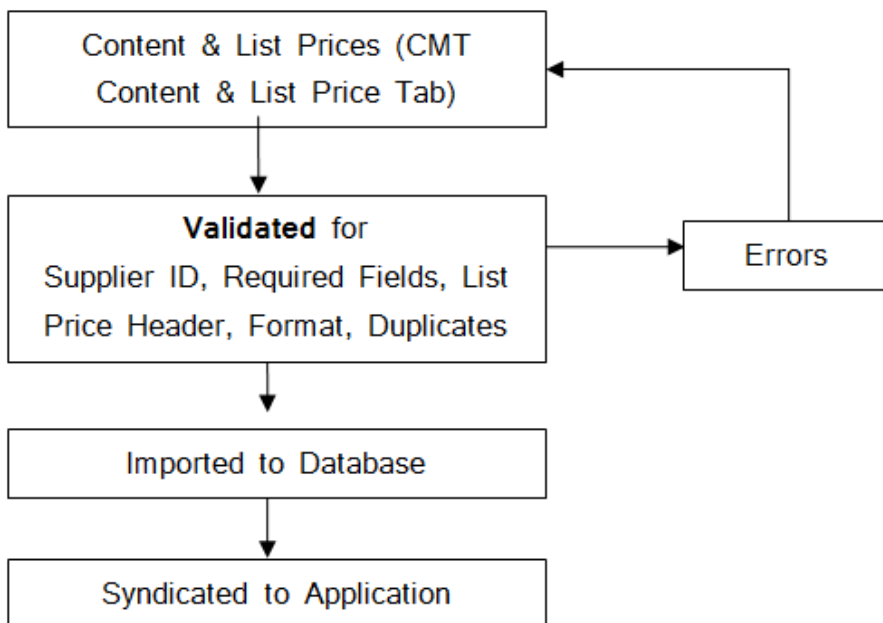 Content & List Prices (CMT
Content & List Price Tab)
Validated for
Supplier ID, Required Fields, List
Price Header, Format, Duplicates
Errors
Imported to Database
Syndicated to Application